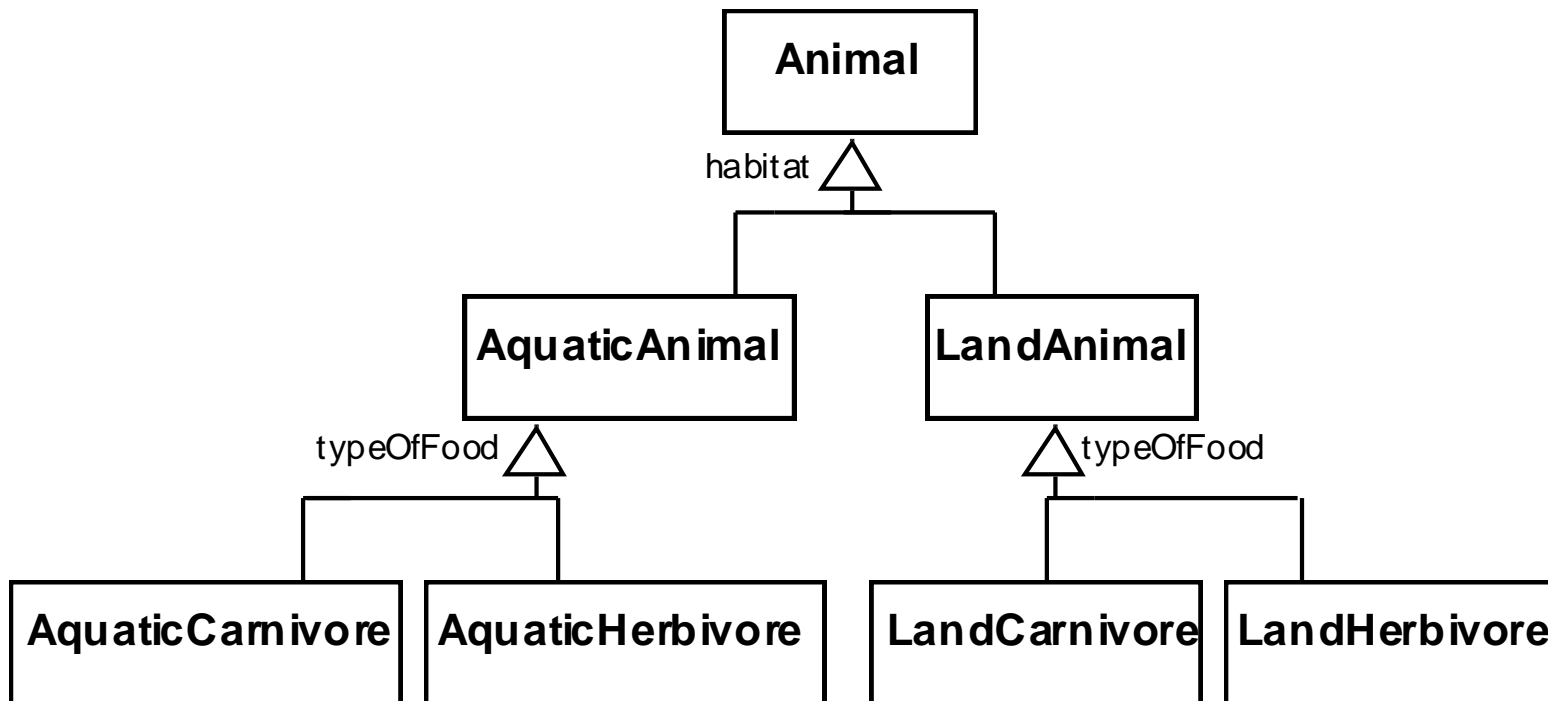 Animal
habitat
AquaticAnimal
LandAnimal
typeOfFood
typeOfFood
AquaticCarnivore
AquaticHerbivore
LandCarnivore
LandHerbivore